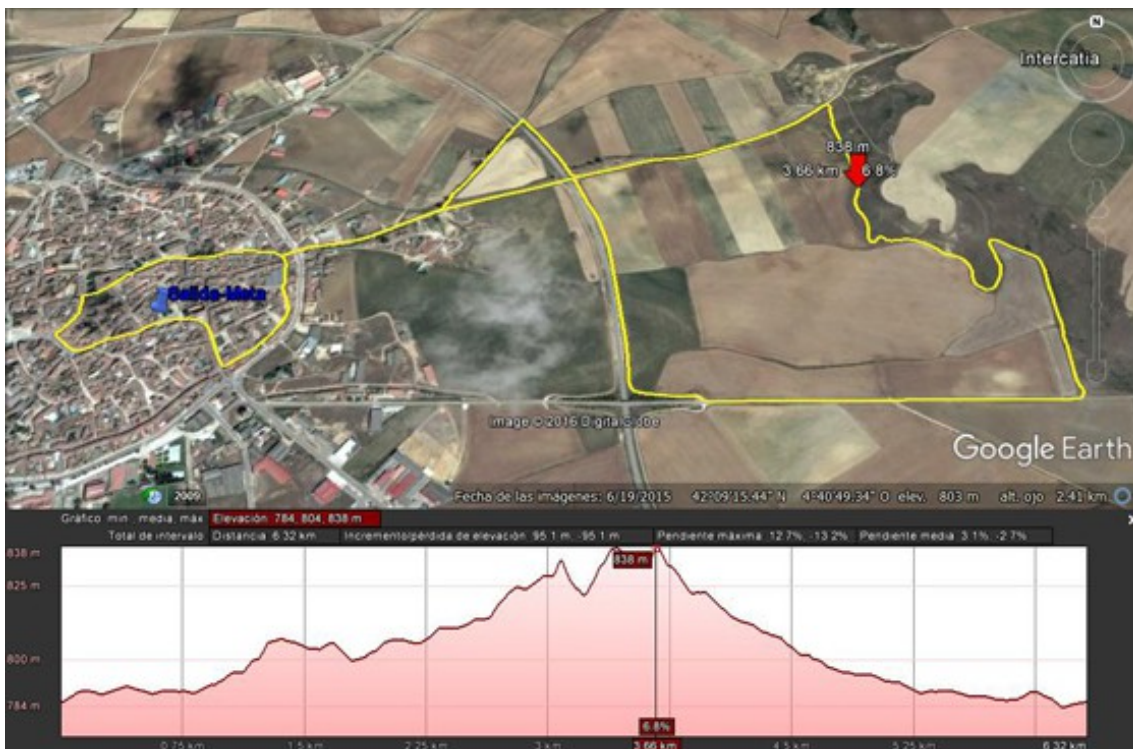 N
Intercatia
838 m
3.66 km 6.8%
Salida-Meta
Image © 2016 DigitalGlobe
Google Earth
2009
Fecha de las imágenes: 6/19/2015 42°09'15.44" N 4°40'49.34" O elev. 803 m alt. ojo 2.41 km
Gráfico min., media, máx Elevación: 784, 804, 838 m
Total de intervalo Distancia: 6.32 km Incremento/pérdida de elevación: 95.1 m, -95.1 m Pendiente máxima: 12.7%, -13.2% Pendiente media: 3.1%, -2.7%
838 m
838 m
825 m
800 m
784 m
6.8%
0.75 km 1.5 km 2.25 km 3 km 3.66 km 4.5 km 5.25 km 6.32 km